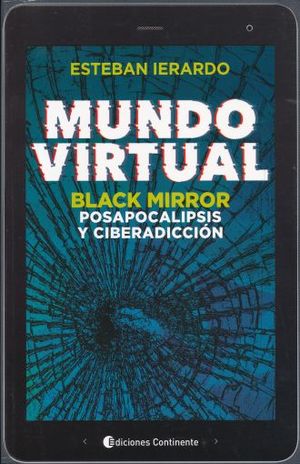 ESTEBAN IERARDO
MUNDO
VIRTUAL
BLACK MIRROR
POSAPOCALIPSIS
Y CIBERADICCIÓN
Ediciones Continente